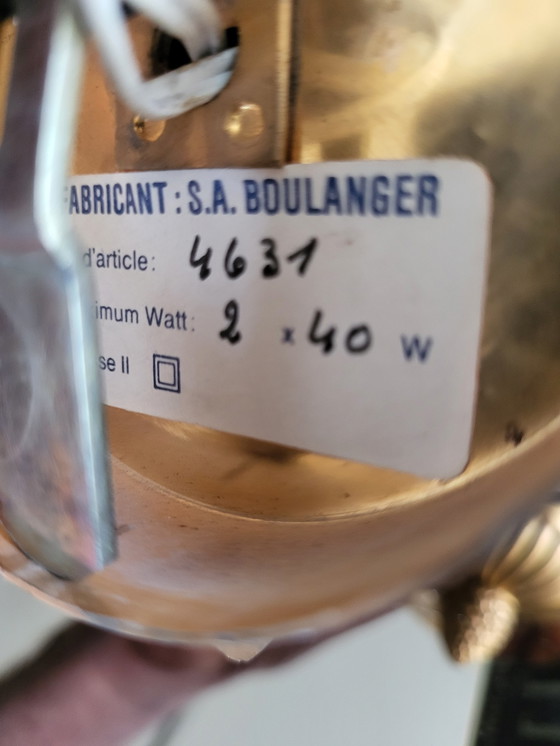 FABRICANT : S.A. BOULANGER
d'article: 4631
imum Watt: 2 x 40 W
se II